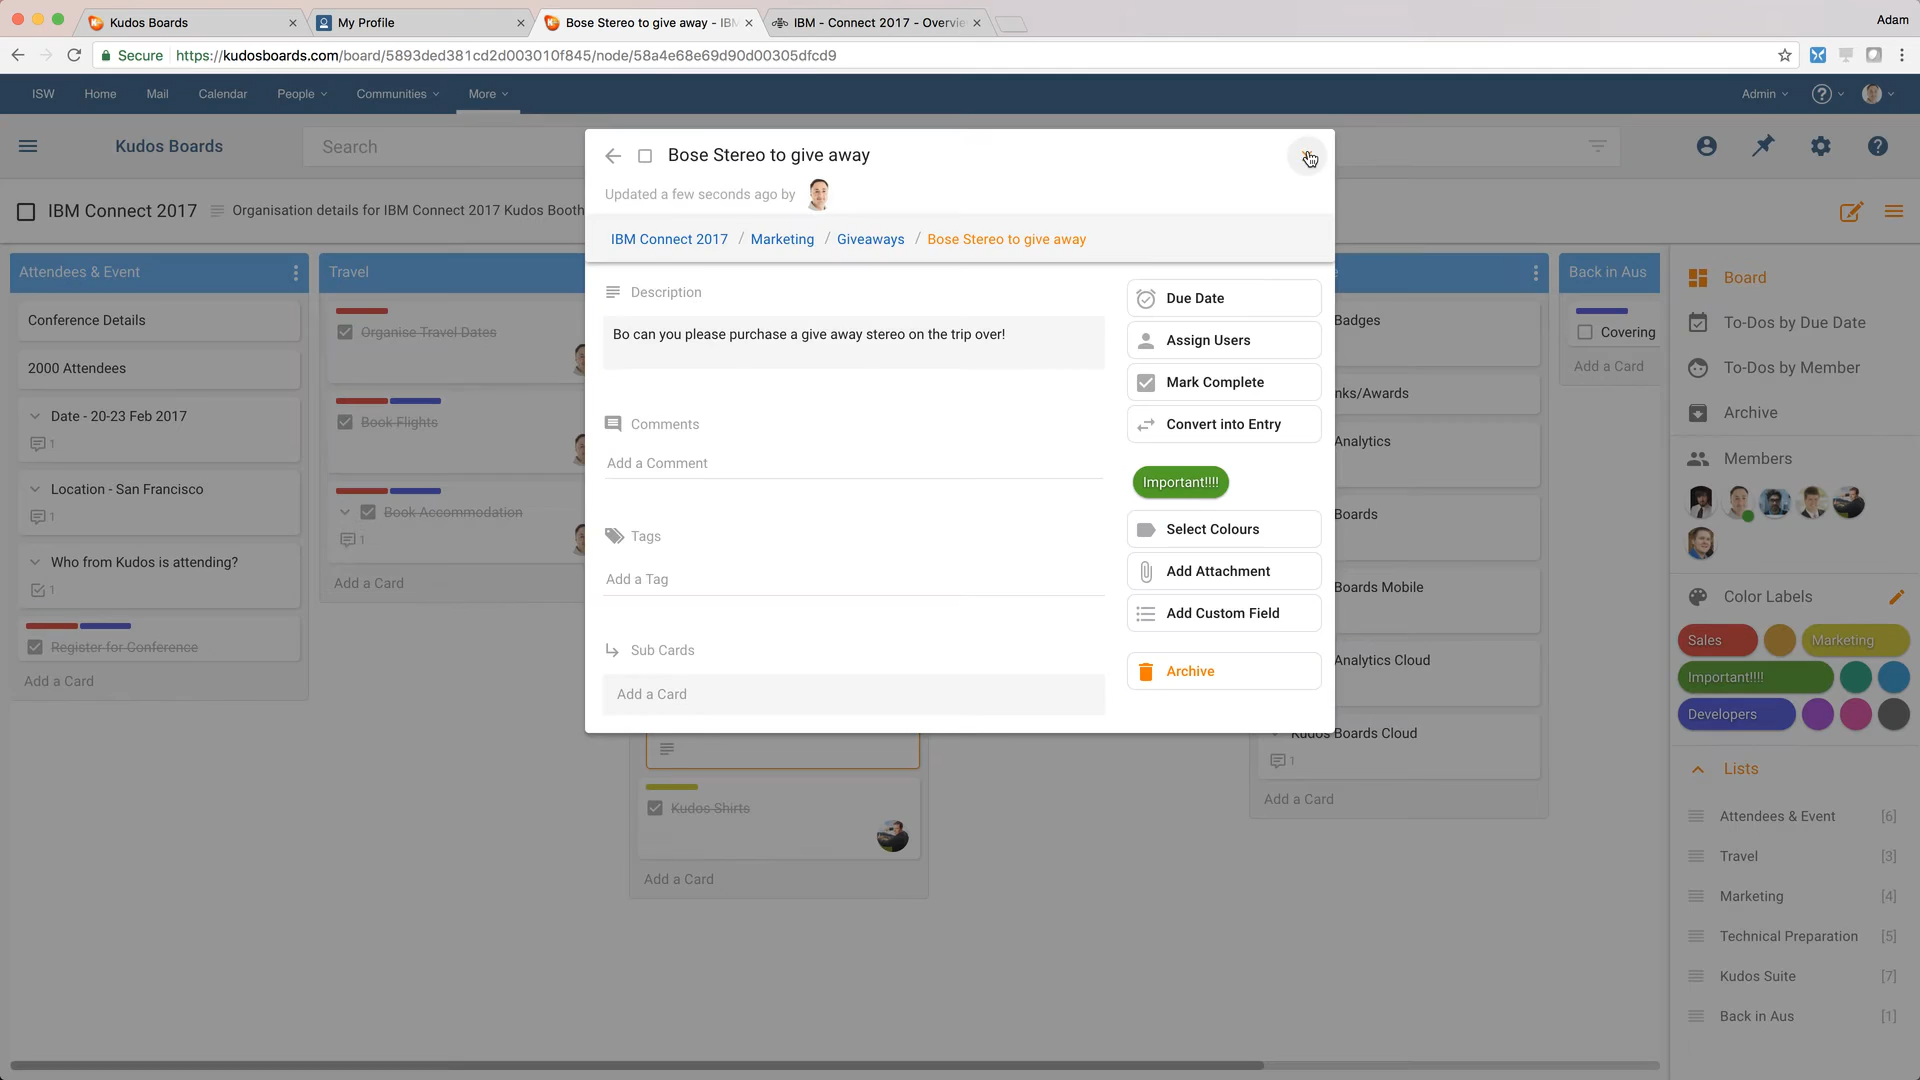 Kudos Boards
My Profile
Bose Stereo to give away - IBM
IBM - Connect 2017 - Overvie
Adam
Secure
https://kudosboards.com/board/5893ded381cd2d003010f845/node/58a4e68e69d90d00305dfcd9
ISW
Home
Mail
Calendar
People
Communities
More
Admin
Kudos Boards
Search
IBM Connect 2017
Organisation details for IBM Connect 2017 Kudos Booth
Bose Stereo to give away
Updated a few seconds ago by
IBM Connect 2017 / Marketing / Giveaways / Bose Stereo to give away
Description
Bo can you please purchase a give away stereo on the trip over!
Comments
Add a Comment
Tags
Add a Tag
Sub Cards
Add a Card
Due Date
Assign Users
Mark Complete
Convert into Entry
Important!!!!
Select Colours
Add Attachment
Add Custom Field
Archive
Attendees & Event
Conference Details
2000 Attendees
Date - 20-23 Feb 2017
1
Location - San Francisco
1
Who from Kudos is attending?
1
Register for Conference
Add a Card
Travel
Organise Travel Dates
Book Flights
Book Accommodation
1
Add a Card
Kudos Shirts
Add a Card
Badges
nks/Awards
Analytics
Boards
Boards Mobile
Analytics Cloud
Kudos Boards Cloud
1
Add a Card
Back in Aus
Covering
Add a Card
Board
To-Dos by Due Date
To-Dos by Member
Archive
Members
Color Labels
Sales
Marketing
Important!!!!
Developers
Lists
Attendees & Event [6]
Travel [3]
Marketing [4]
Technical Preparation [5]
Kudos Suite [7]
Back in Aus [1]